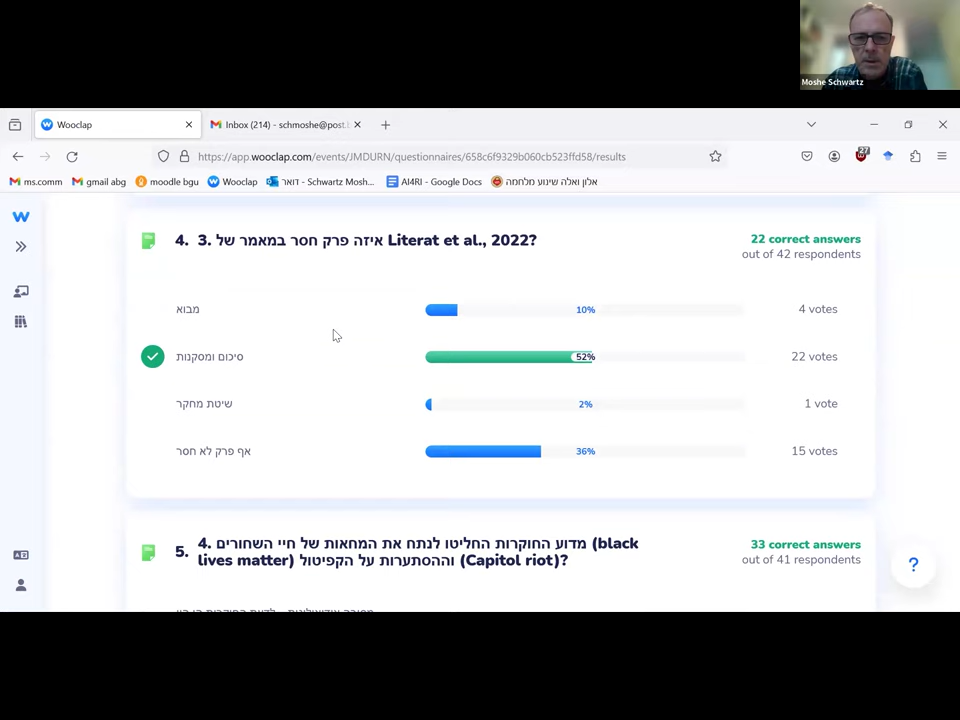 Moshe Schwartz
Wooclap
Inbox (214) - schmoshe@post.
https://app.wooclap.com/events/JMDURN/questionnaires/658c6f9329b060cb523ffd58/results
27
ms.comm
gmail abg
moodle bgu
Wooclap
דואר - Schwartz Mosh...
AI4RI - Google Docs
אלון ואלה שינוע מלחמה
W
4. 3. איזה פרק חסר במאמר של Literat et al., 2022?
22 correct answers
out of 42 respondents
מבוא
10%
4 votes
סיכום ומסקנות
52%
22 votes
שיטת מחקר
2%
1 vote
אף פרק לא חסר
36%
15 votes
5. 4. מדוע החוקרות החליטו לנתח את המחאות של חיי השחורים (black
lives matter) וההסתערות על הקפיטול (Capitol riot)?
33 correct answers
out of 41 respondents
?